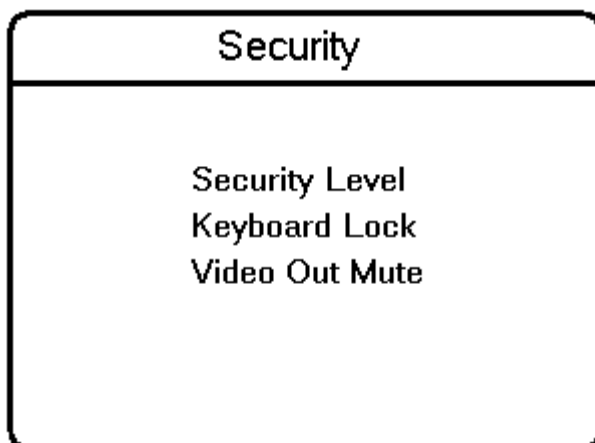 Security
Security Level
Keyboard Lock
Video Out Mute